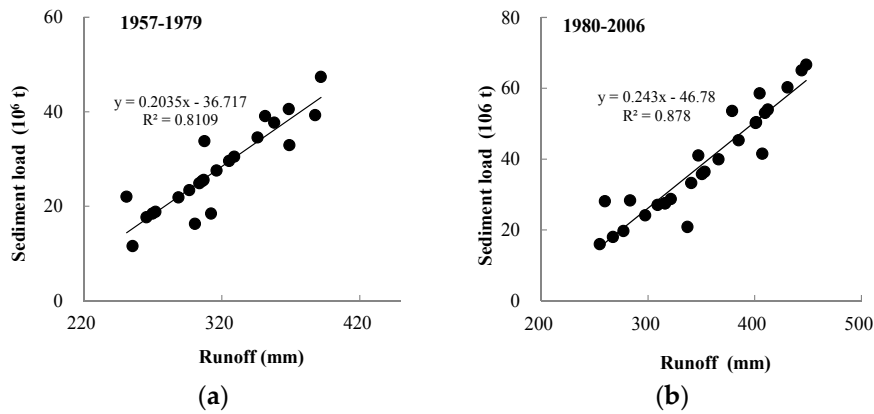 1957-1979
60
40
20
0
Sediment load (10⁶ t)
y = 0.2035x - 36.717
R² = 0.8109
220
320
420
Runoff (mm)
(a)
1980-2006
80
60
40
20
0
Sediment load (106 t)
y = 0.243x - 46.78
R² = 0.878
200
300
400
500
Runoff (mm)
(b)